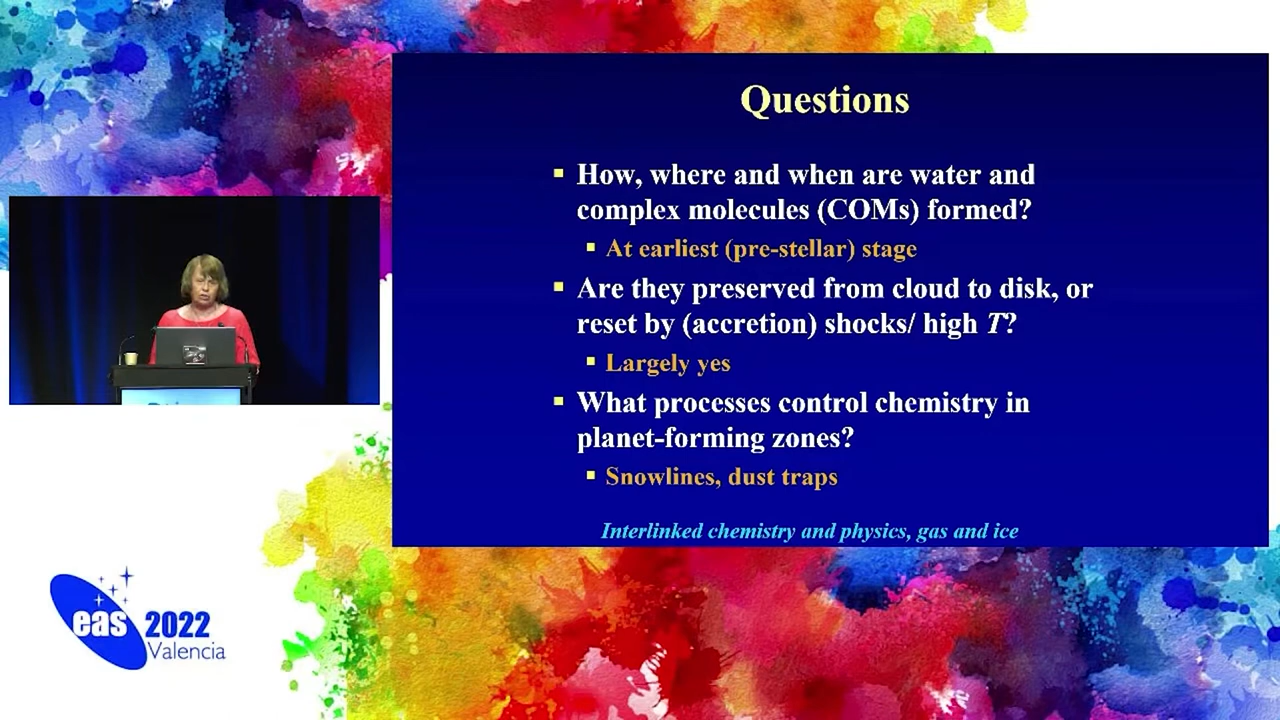 Questions
▪ How, where and when are water and
complex molecules (COMs) formed?
▪ At earliest (pre-stellar) stage
▪ Are they preserved from cloud to disk, or
reset by (accretion) shocks/ high T?
▪ Largely yes
▪ What processes control chemistry in
planet-forming zones?
▪ Snowlines, dust traps
Interlinked chemistry and physics, gas and ice
eas 2022
Valencia